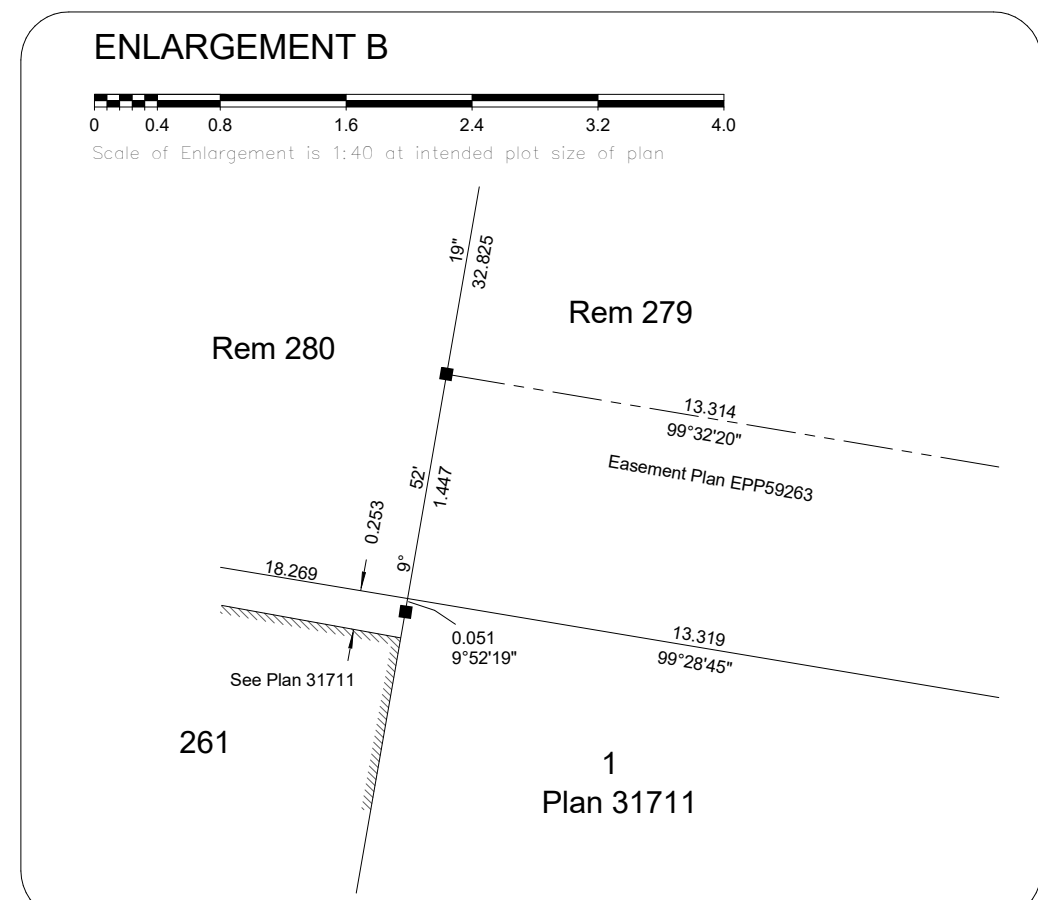 ENLARGEMENT B
0 0.4 0.8 1.6 2.4 3.2 4.0
Scale of Enlargement is 1:40 at intended plot size of plan
19"
32.825
Rem 279
Rem 280
13.314
99°32'20"
Easement Plan EPP59263
52'
1.447
0.253
9°
18.269
0.051
9°52'19"
13.319
99°28'45"
See Plan 31711
261
1
Plan 31711